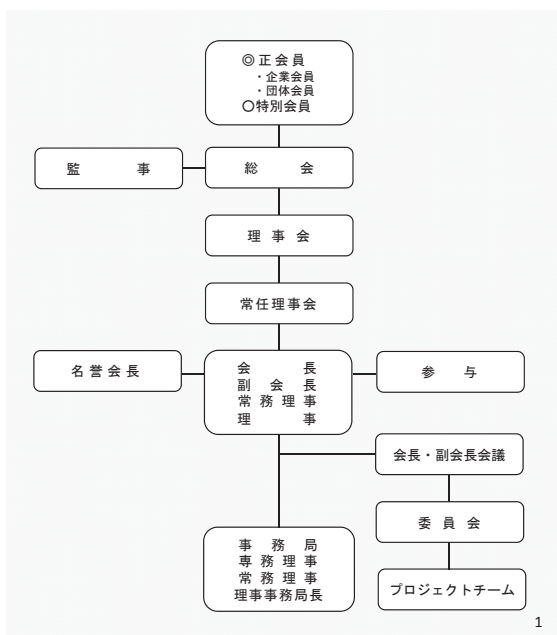 ◎正会員
・企業会員
・団体会員
○特別会員
監事
総会
理事会
常任理事会
名誉会長
会長
副会長
常務理事
理事
参与
会長・副会長会議
委員会
プロジェクトチーム
事務局
専務理事
常務理事
理事事務局長
1